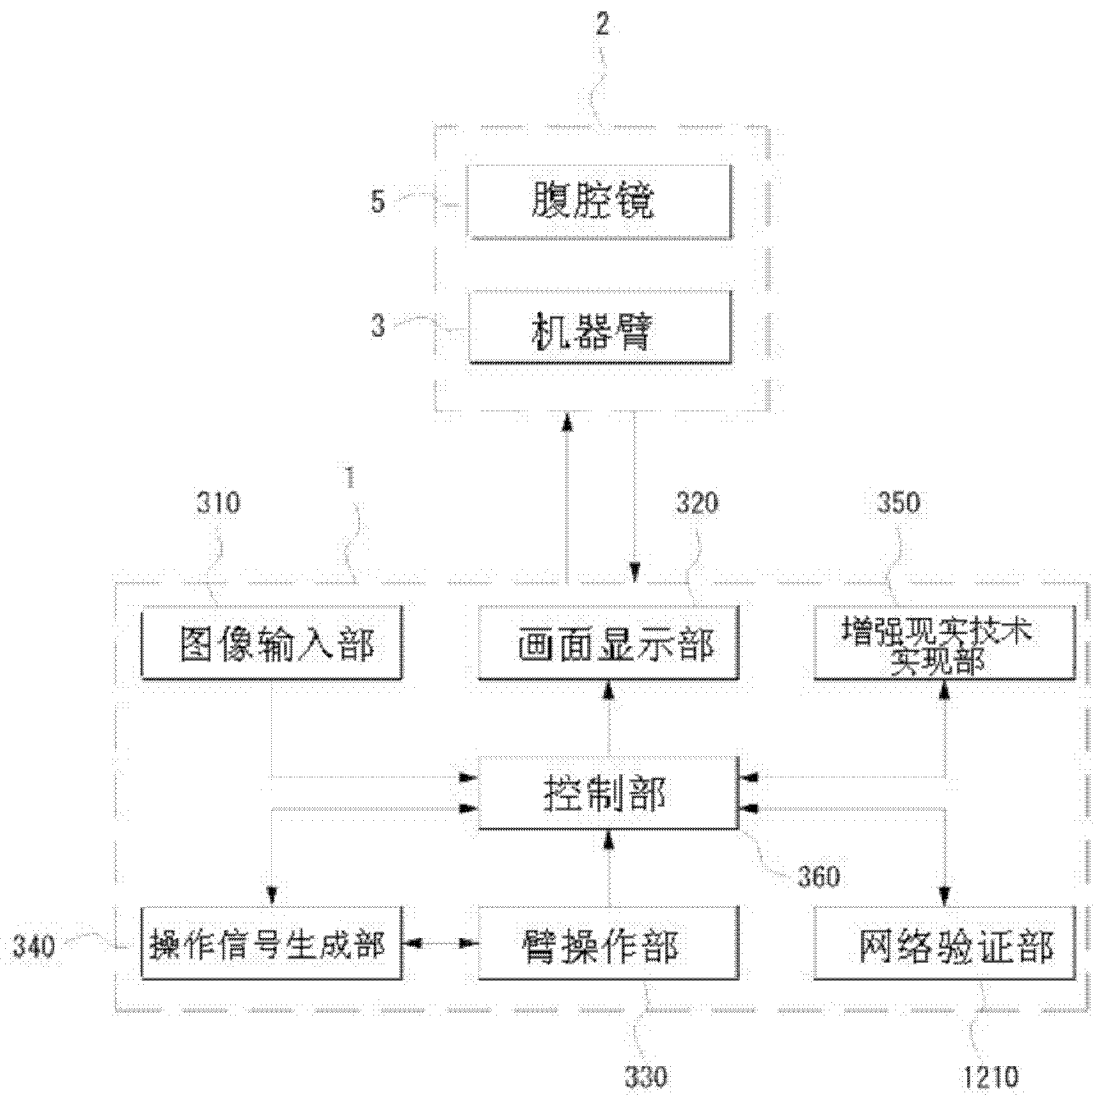 2
5
腹腔镜
3
机器臂
1
310
320
350
图像输入部
画面显示部
增强现实技术
实现部
控制部
360
340
操作信号生成部
臂操作部
网络验证部
330
1210